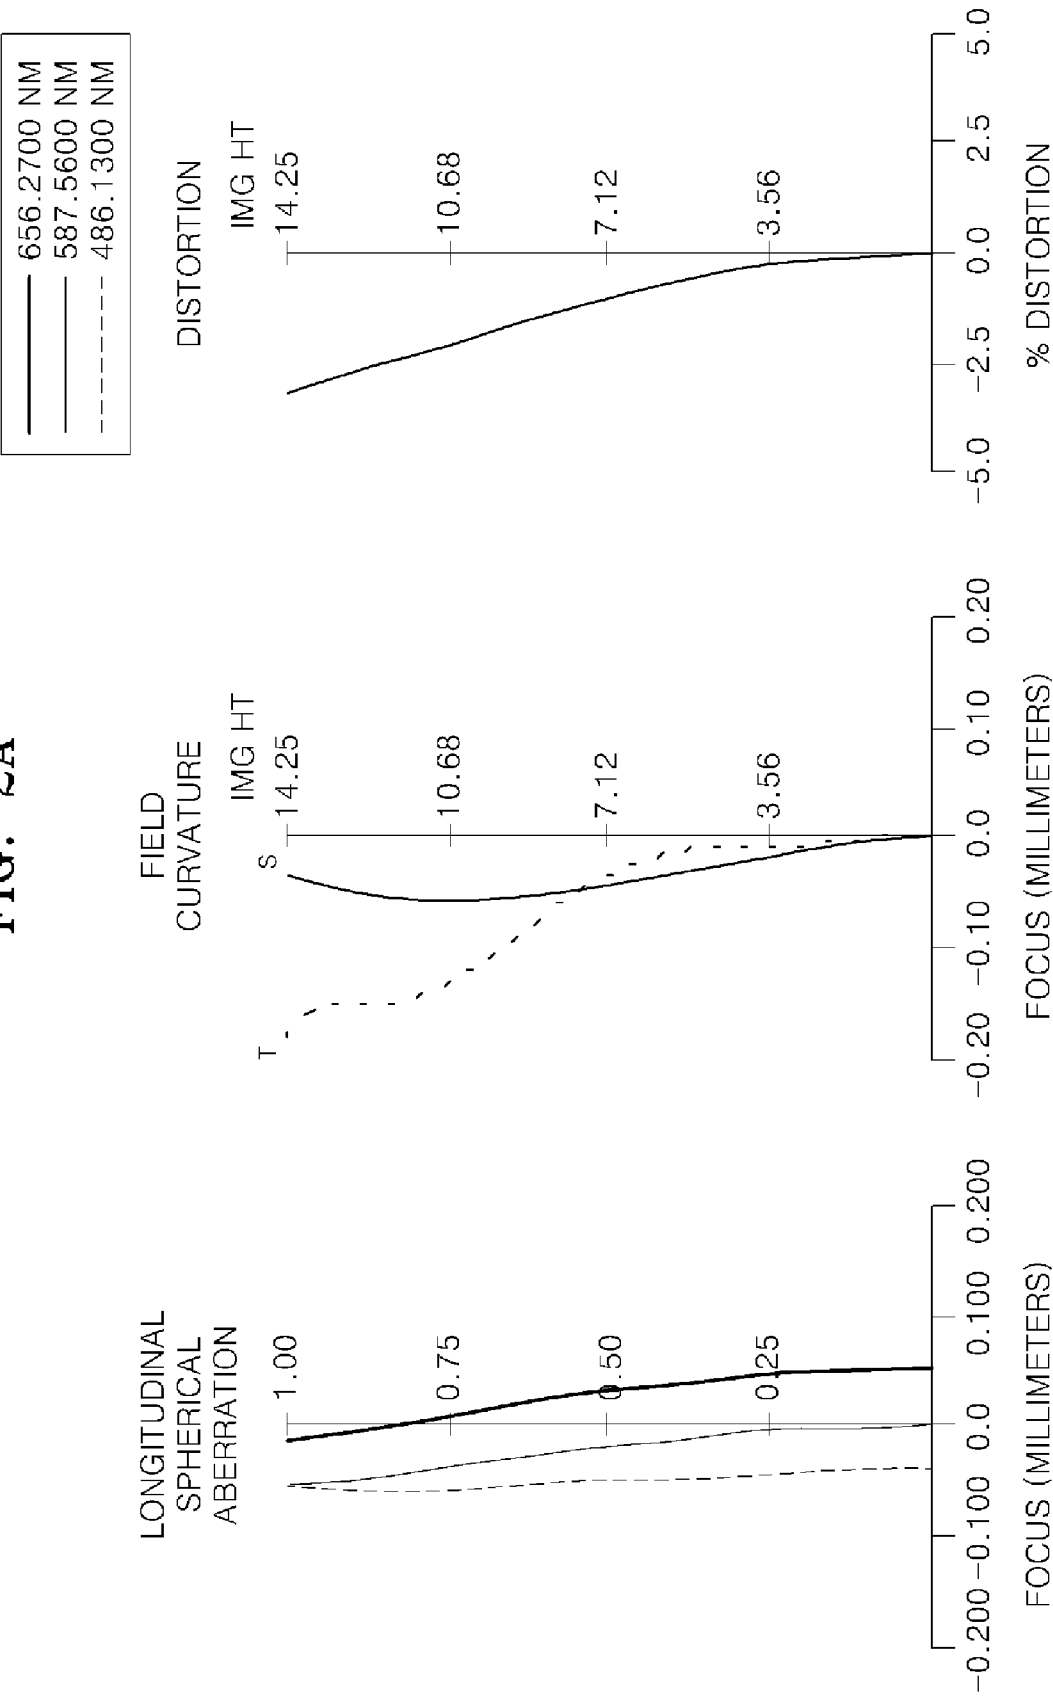 FIG. 2A
656.2700 NM
587.5600 NM
486.1300 NM
LONGITUDINAL
SPHERICAL
ABERRATION
1.00
0.75
0.50
0.25
-0.200 -0.100 0.0 0.100 0.200
FOCUS (MILLIMETERS)
FIELD
CURVATURE
IMG HT
T S
14.25
10.68
7.12
3.56
-0.20 -0.10 0.0 0.10 0.20
FOCUS (MILLIMETERS)
DISTORTION
IMG HT
14.25
10.68
7.12
3.56
-5.0 -2.5 0.0 2.5 5.0
% DISTORTION